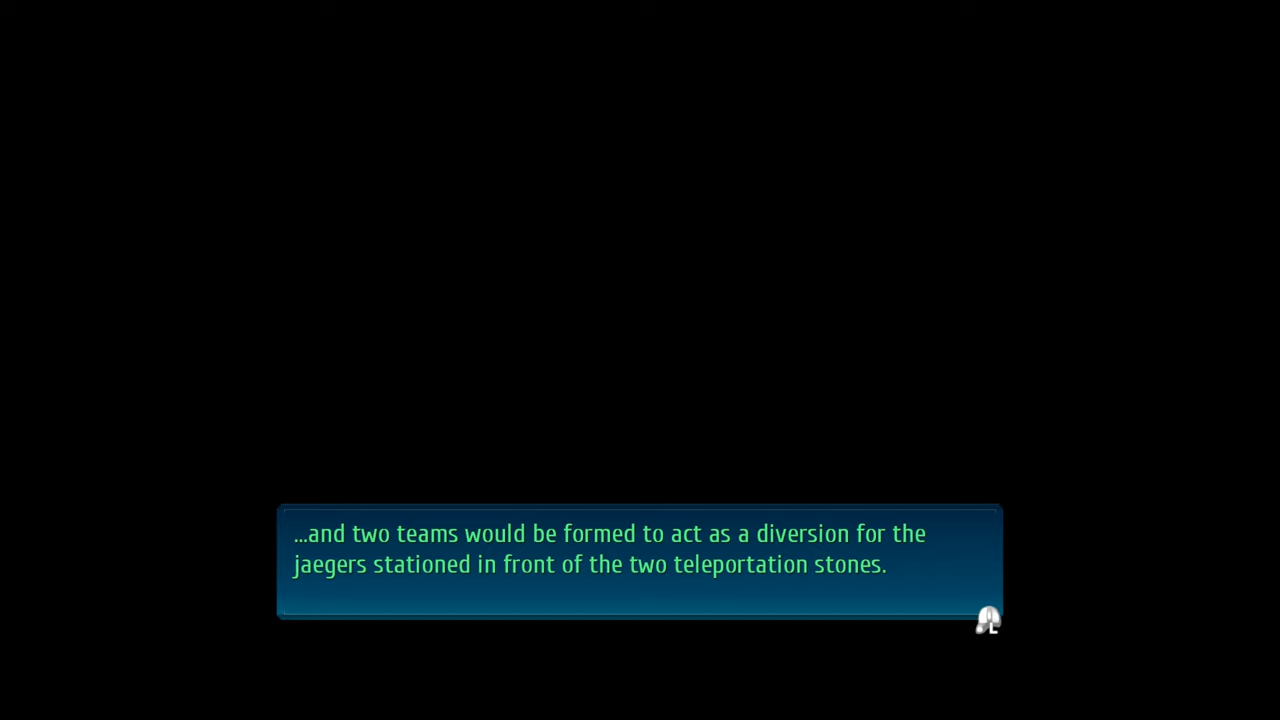 ...and two teams would be formed to act as a diversion for the
jaegers stationed in front of the two teleportation stones.
L